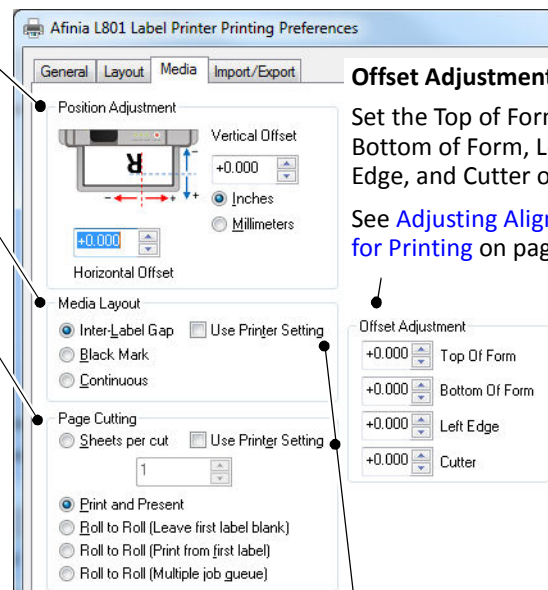 Afinia L801 Label Printer Printing Preferences
General Layout Media Import/Export
Position Adjustment
Vertical Offset
R
+0.000
- + - +
Inches
Millimeters
+0.000
Horizontal Offset
Media Layout
Inter-Label Gap Use Printer Setting
Black Mark
Continuous
Page Cutting
Sheets per cut Use Printer Setting
1
Print and Present
Roll to Roll (Leave first label blank)
Roll to Roll (Print from first label)
Roll to Roll (Multiple job queue)
Offset Adjustment
Set the Top of Form
Bottom of Form, L
Edge, and Cutter o
See Adjusting Align
for Printing on pag
Offset Adjustment
+0.000 Top Of Form
+0.000 Bottom Of Form
+0.000 Left Edge
+0.000 Cutter